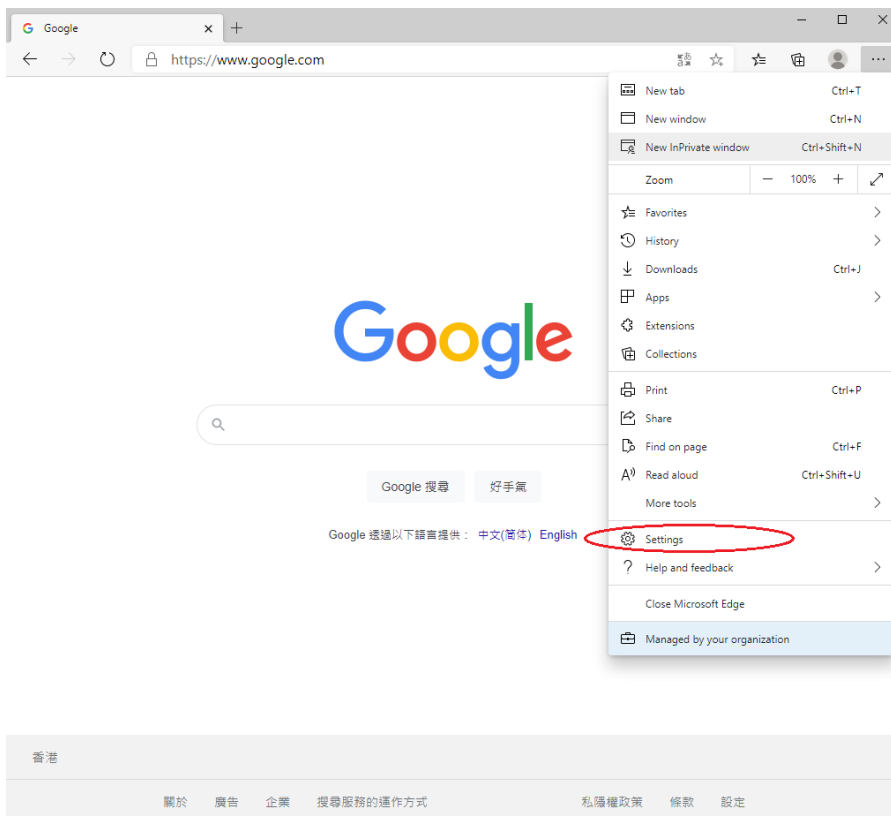 Google
https://www.google.com
New tab Ctrl+T
New window Ctrl+N
New InPrivate window Ctrl+Shift+N
Zoom 100%
Favorites
History
Downloads Ctrl+J
Apps
Extensions
Collections
Print Ctrl+P
Share
Find on page Ctrl+F
Read aloud Ctrl+Shift+U
More tools
Settings
Help and feedback
Close Microsoft Edge
Managed by your organization
Google
Google 搜尋 好手氣
Google 透過以下語言提供： 中文(简体) English
香港
關於 廣告 企業 搜尋服務的運作方式 私隱權政策 條款 設定